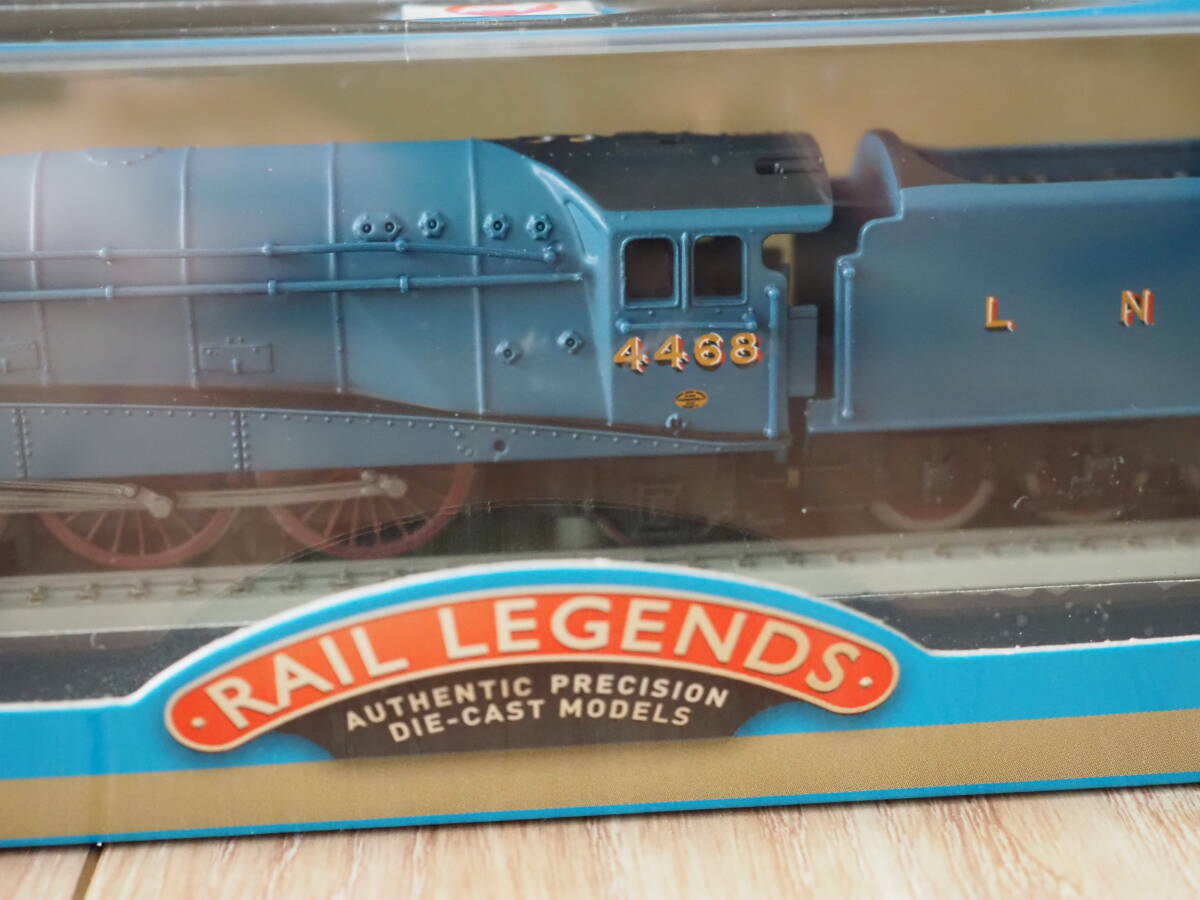 4468
L N
RAIL LEGENDS
AUTHENTIC PRECISION
DIE-CAST MODELS